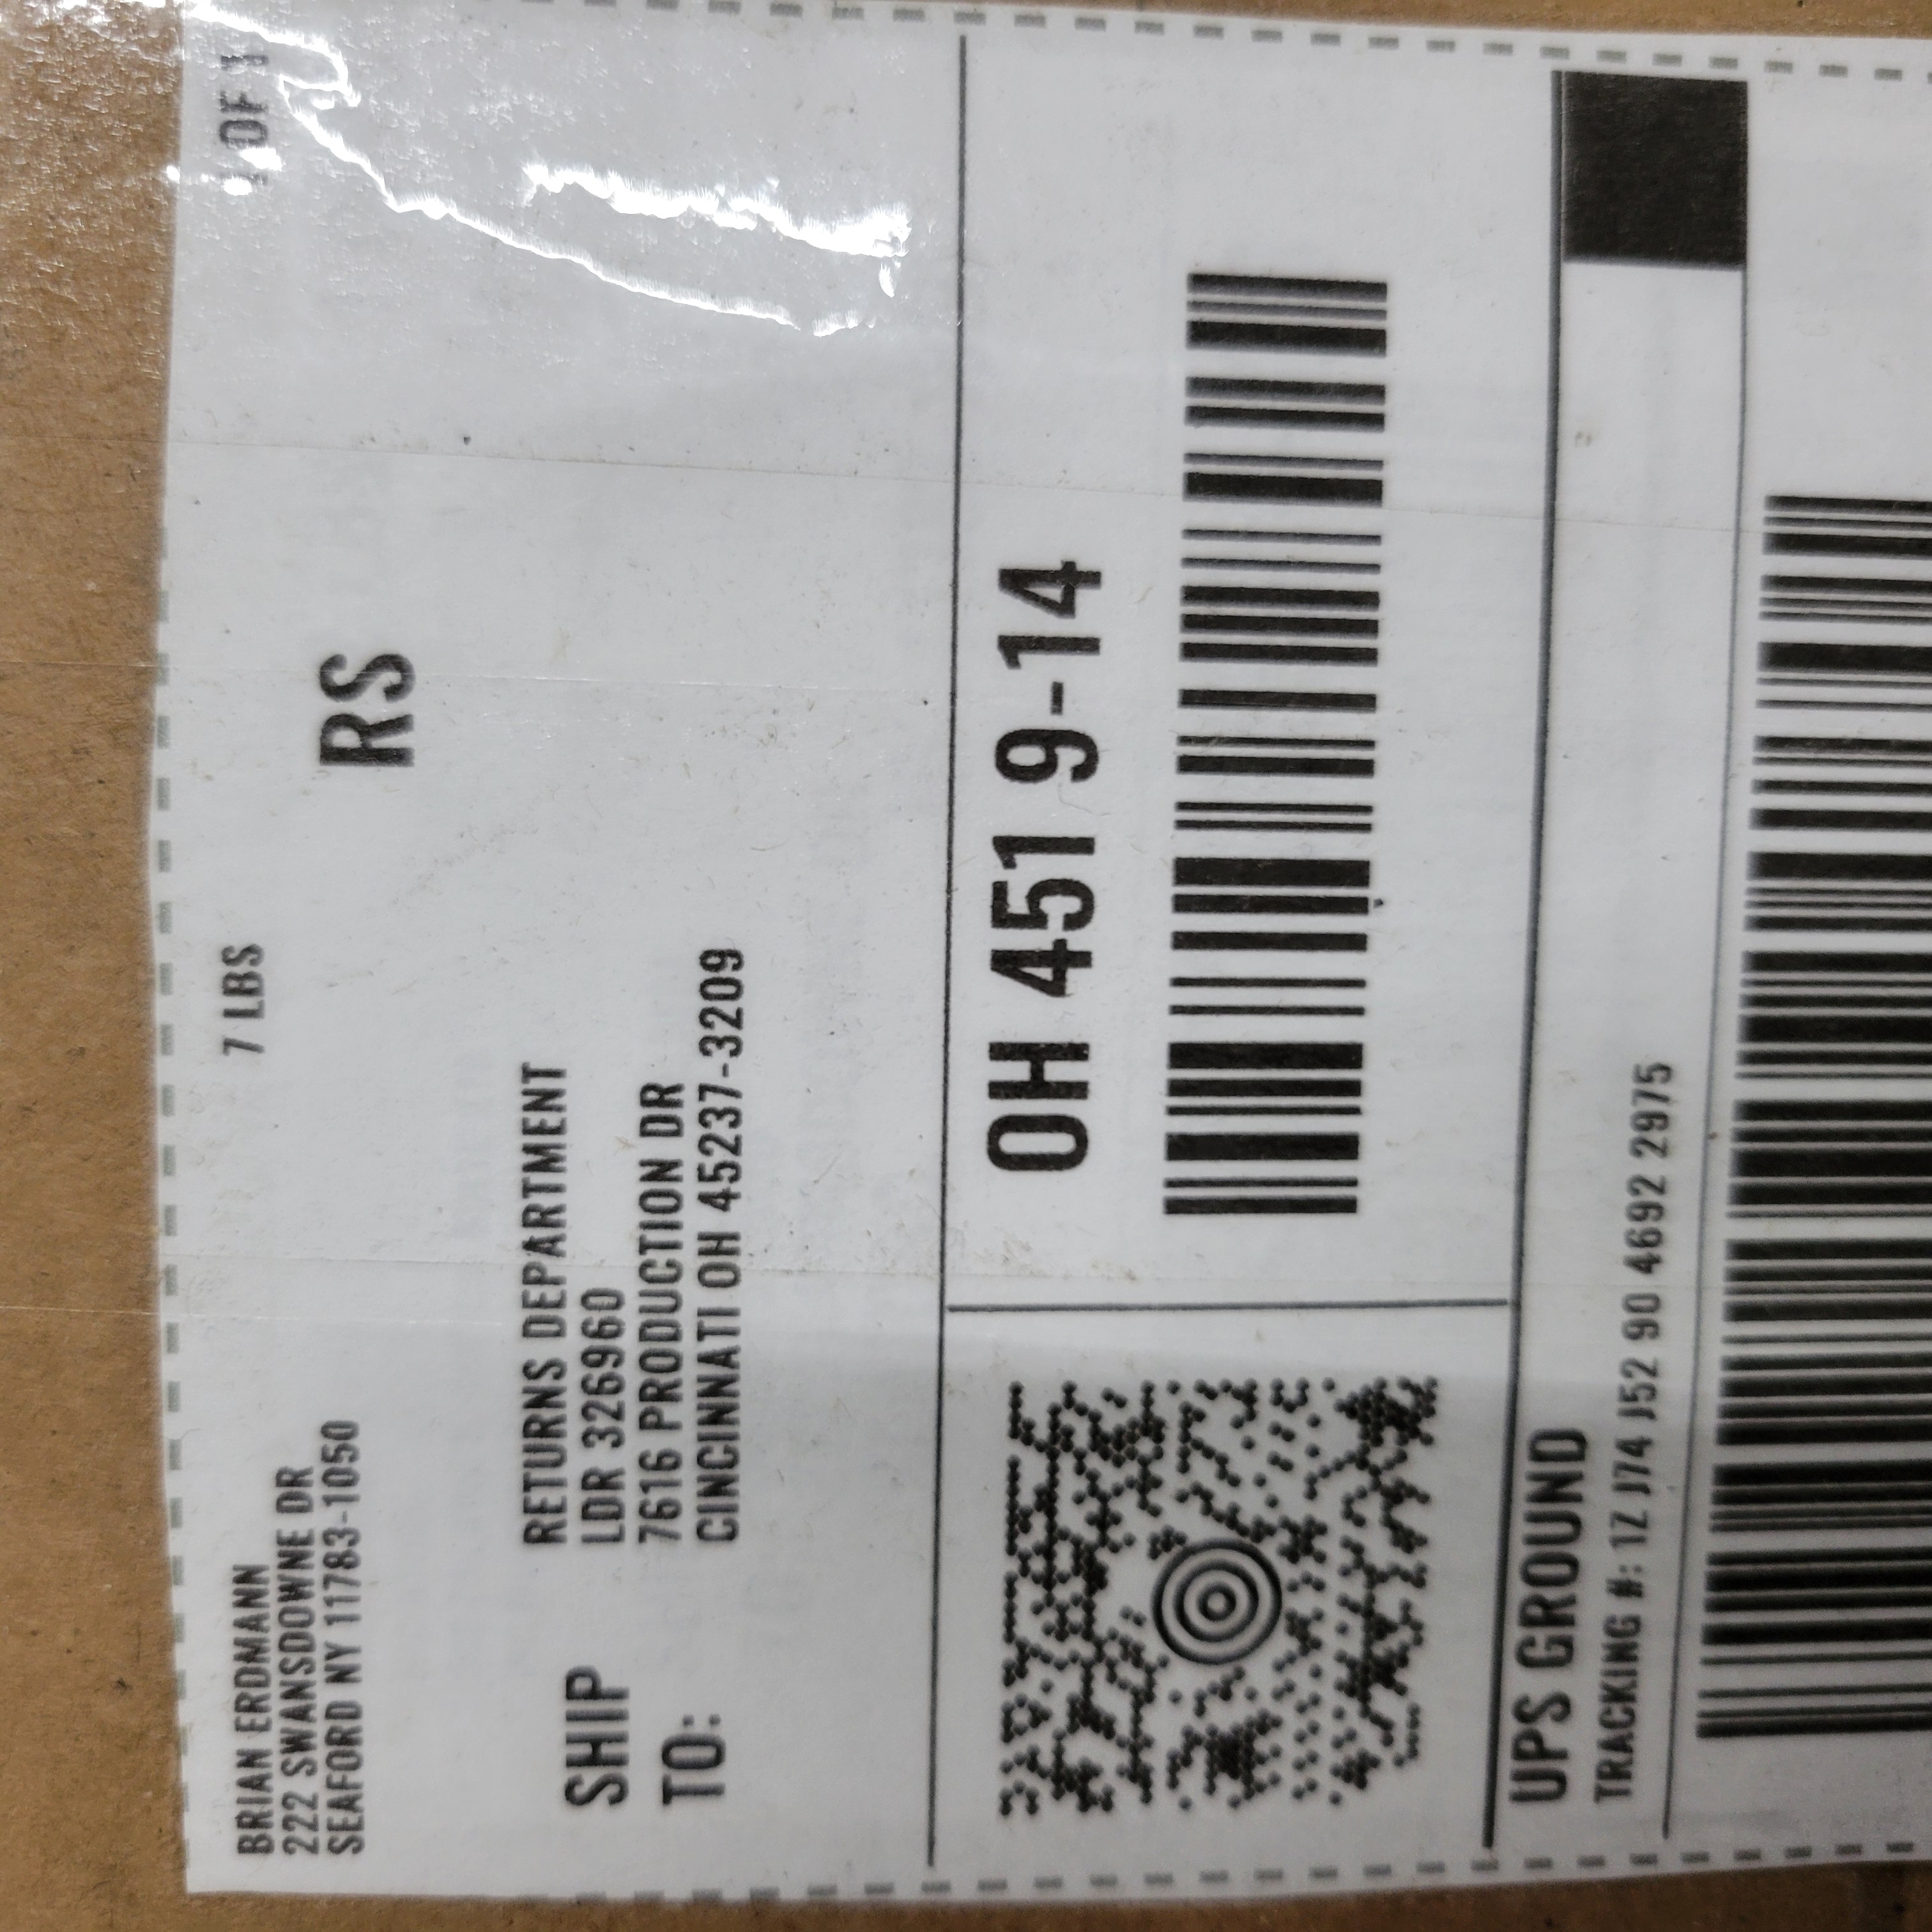 BRIAN ERDMANN
222 SWANSDOWNE DR
SEAFORD NY 11783-1050
7 LBS
1 OF 1
RS
SHIP
TO:
RETURNS DEPARTMENT
LDR 326960
7616 PRODUCTION DR
CINCINNATI OH 45237-3209
OH 451 9-14
UPS GROUND
TRACKING #: 1Z J74 J52 90 4692 2975